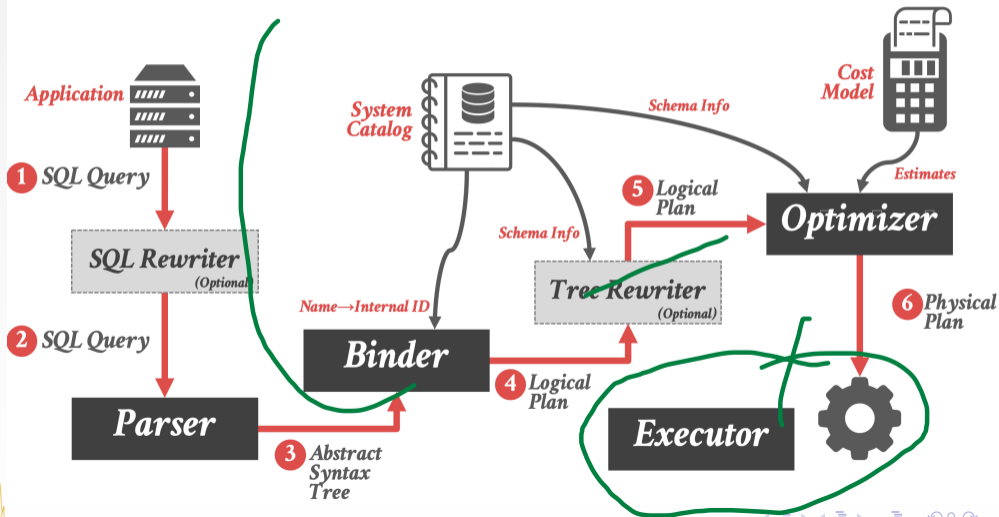 Application
1 SQL Query
SQL Rewriter
(Optional)
2 SQL Query
Parser
3 Abstract
Syntax
Tree
System
Catalog
Name→Internal ID
Binder
4 Logical
Plan
Schema Info
Tree Rewriter
(Optional)
5 Logical
Plan
Schema Info
Cost
Model
Estimates
Optimizer
6 Physical
Plan
Executor